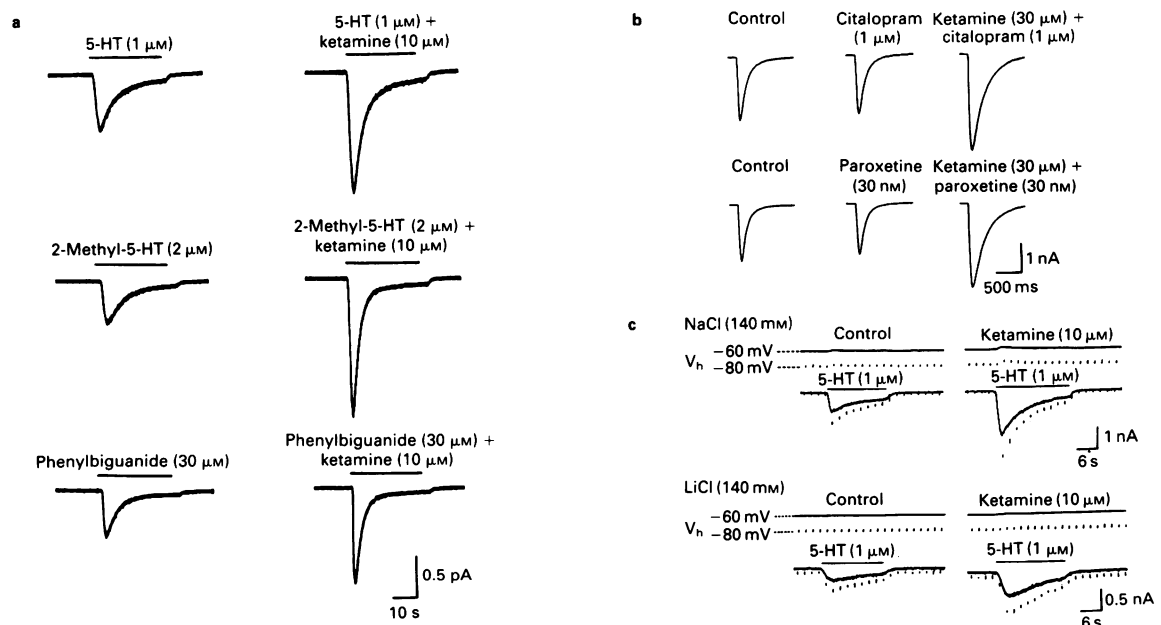 a
5-HT (1 μM)
5-HT (1 μM) +
ketamine (10 μM)
2-Methyl-5-HT (2 μM)
2-Methyl-5-HT (2 μM) +
ketamine (10 μM)
Phenylbiguanide (30 μM)
Phenylbiguanide (30 μM) +
ketamine (10 μM)
0.5 pA
10 s
b
Control
Citalopram
(1 μM)
Ketamine (30 μM) +
citalopram (1 μM)
Control
Paroxetine
(30 nM)
Ketamine (30 μM) +
paroxetine (30 nM)
1 nA
500 ms
c
NaCl (140 mM)
Control
Ketamine (10 μM)
−60 mV
Vh
−80 mV
5-HT (1 μM)
5-HT (1 μM)
1 nA
6 s
LiCl (140 mM)
Control
Ketamine (10 μM)
−60 mV
Vh
−80 mV
5-HT (1 μM)
5-HT (1 μM)
0.5 nA
6 s